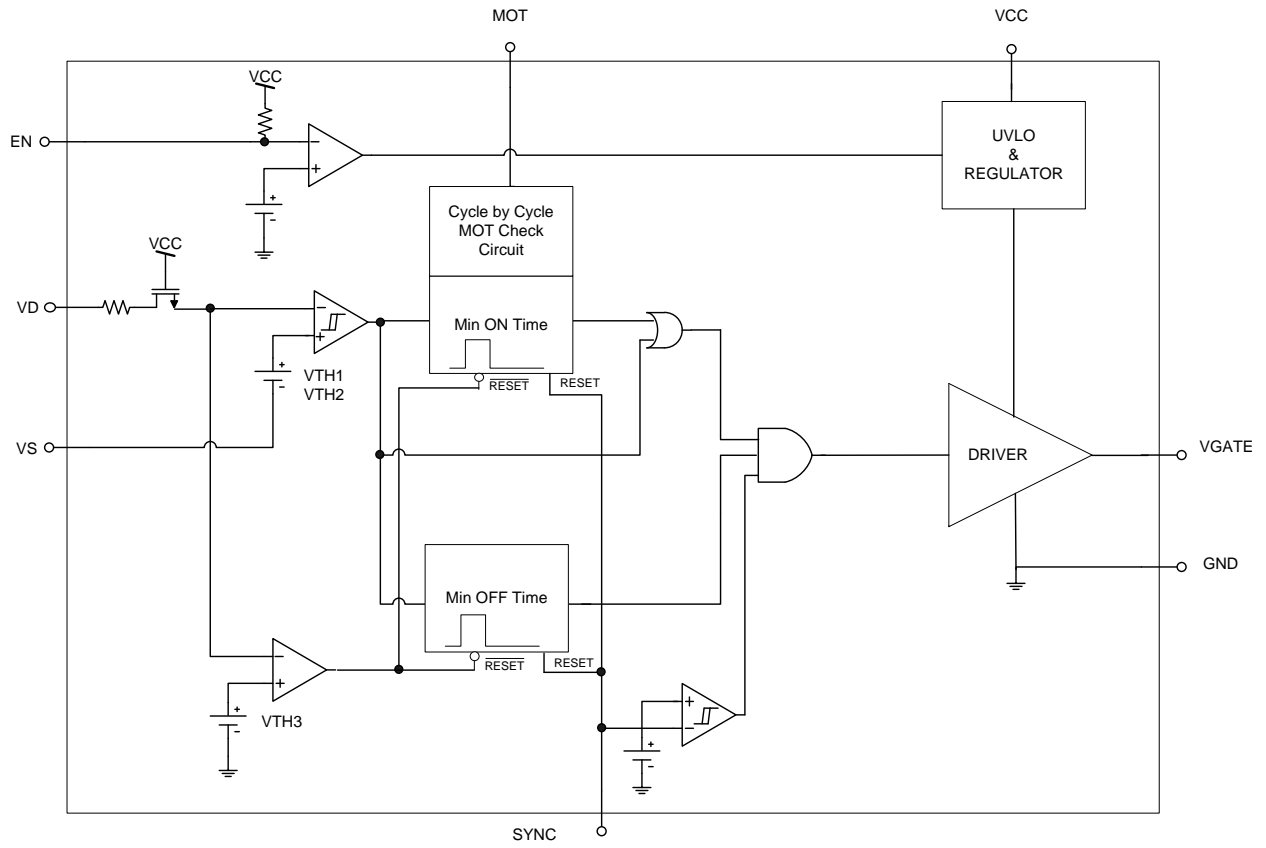 MOT
VCC
VCC
EN
−
+
+
-
UVLO
&
REGULATOR
Cycle by Cycle
MOT Check
Circuit
VCC
VD
−
+
+
-
VTH1
VTH2
Min ON Time
RESET
RESET
VS
DRIVER
VGATE
GND
Min OFF Time
RESET
RESET
−
+
+
-
VTH3
+
−
+
-
SYNC